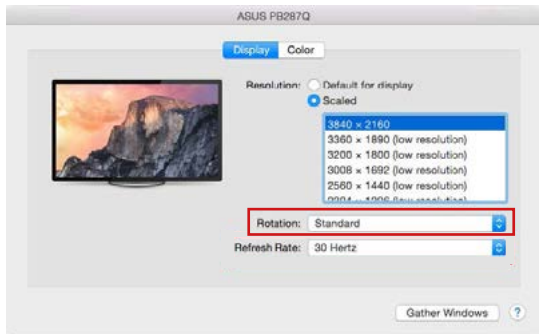 ASUS PB287Q
Display Color
Resolution: Default for display
Scaled
3840 × 2160
3360 × 1890 (low resolution)
3200 × 1800 (low resolution)
3008 × 1692 (low resolution)
2560 × 1440 (low resolution)
Rotation: Standard
Refresh Rate: 30 Hertz
Gather Windows ?